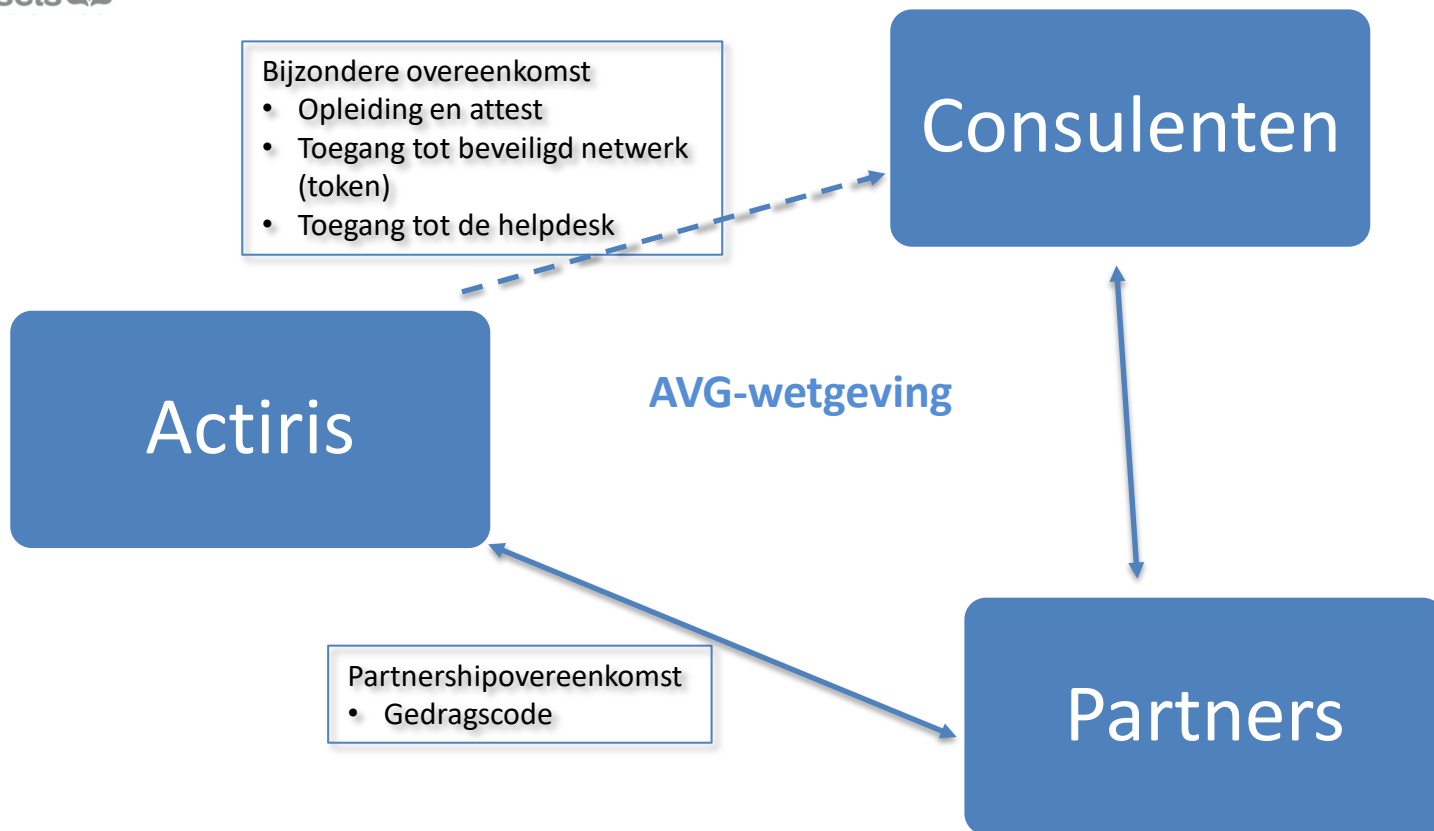 Bijzondere overeenkomst
• Opleiding en attest
• Toegang tot beveiligd netwerk
(token)
• Toegang tot de helpdesk
Consulenten
Actiris
AVG-wetgeving
Partnershipovereenkomst
• Gedragscode
Partners